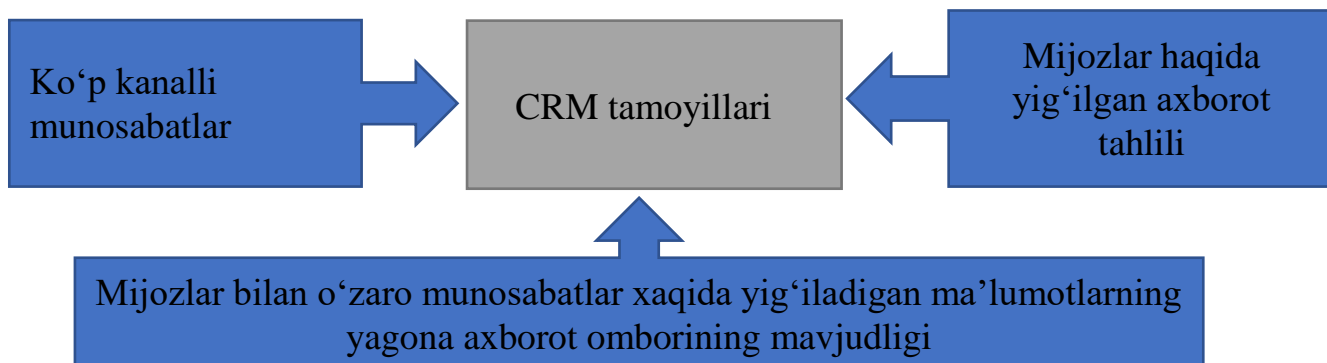 Ko‘p kanalli
munosabatlar
CRM tamoyillari
Mijozlar haqida
yig‘ilgan axborot
tahlili
Mijozlar bilan o‘zaro munosabatlar xaqida yig‘iladigan ma’lumotlarning
yagona axborot omborining mavjudligi